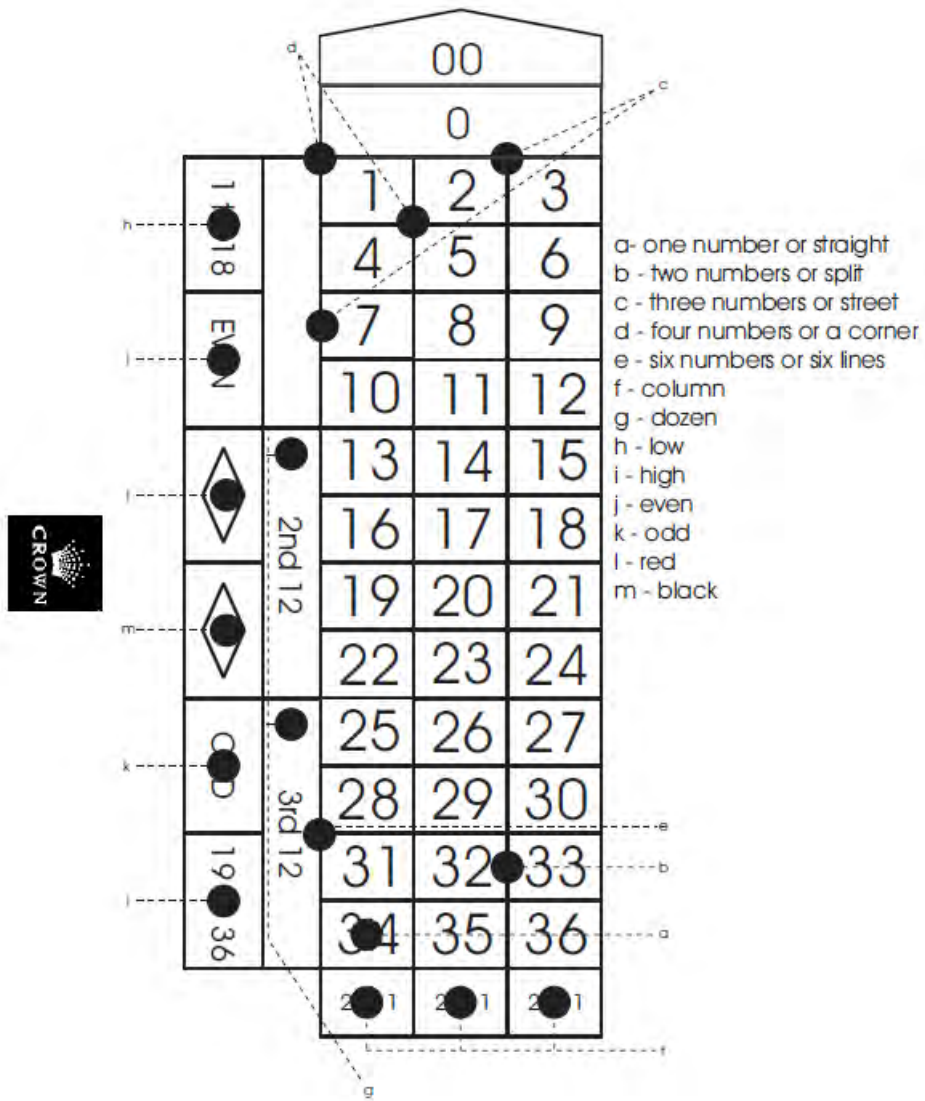 00
d
c
0
1 2 3
h
18
4 5 6
a- one number or straight
b - two numbers or split
c - three numbers or street
d - four numbers or a corner
e - six numbers or six lines
f - column
g - dozen
h - low
i - high
j - even
k - odd
l - red
m - black
7 8 9
j
10 11 12
13 14 15
l
2nd 12
16 17 18
CROWN
19 20 21
m
22 23 24
25 26 27
k
3rd 12
28 29 30
e
31 32 33
b
19 36
i
34 35 36
a
f
g